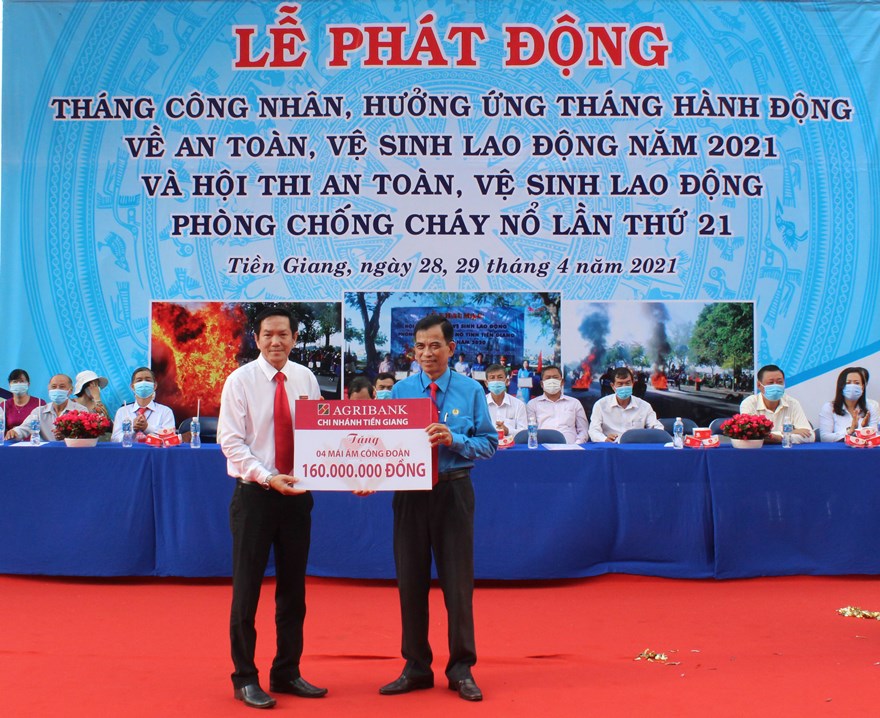 LỄ PHÁT ĐỘNG
THÁNG CÔNG NHÂN, HƯỞNG ỨNG THÁNG HÀNH ĐỘNG
VỀ AN TOÀN, VỆ SINH LAO ĐỘNG NĂM 2021
VÀ HỘI THI AN TOÀN, VỆ SINH LAO ĐỘNG
PHÒNG CHỐNG CHÁY NỔ LẦN THỨ 21
Tiền Giang, ngày 28, 29 tháng 4 năm 2021
AGRIBANK
CHI NHÁNH TIỀN GIANG
Tặng
04 MÁI ẤM CÔNG ĐOÀN
160.000.000 ĐỒNG